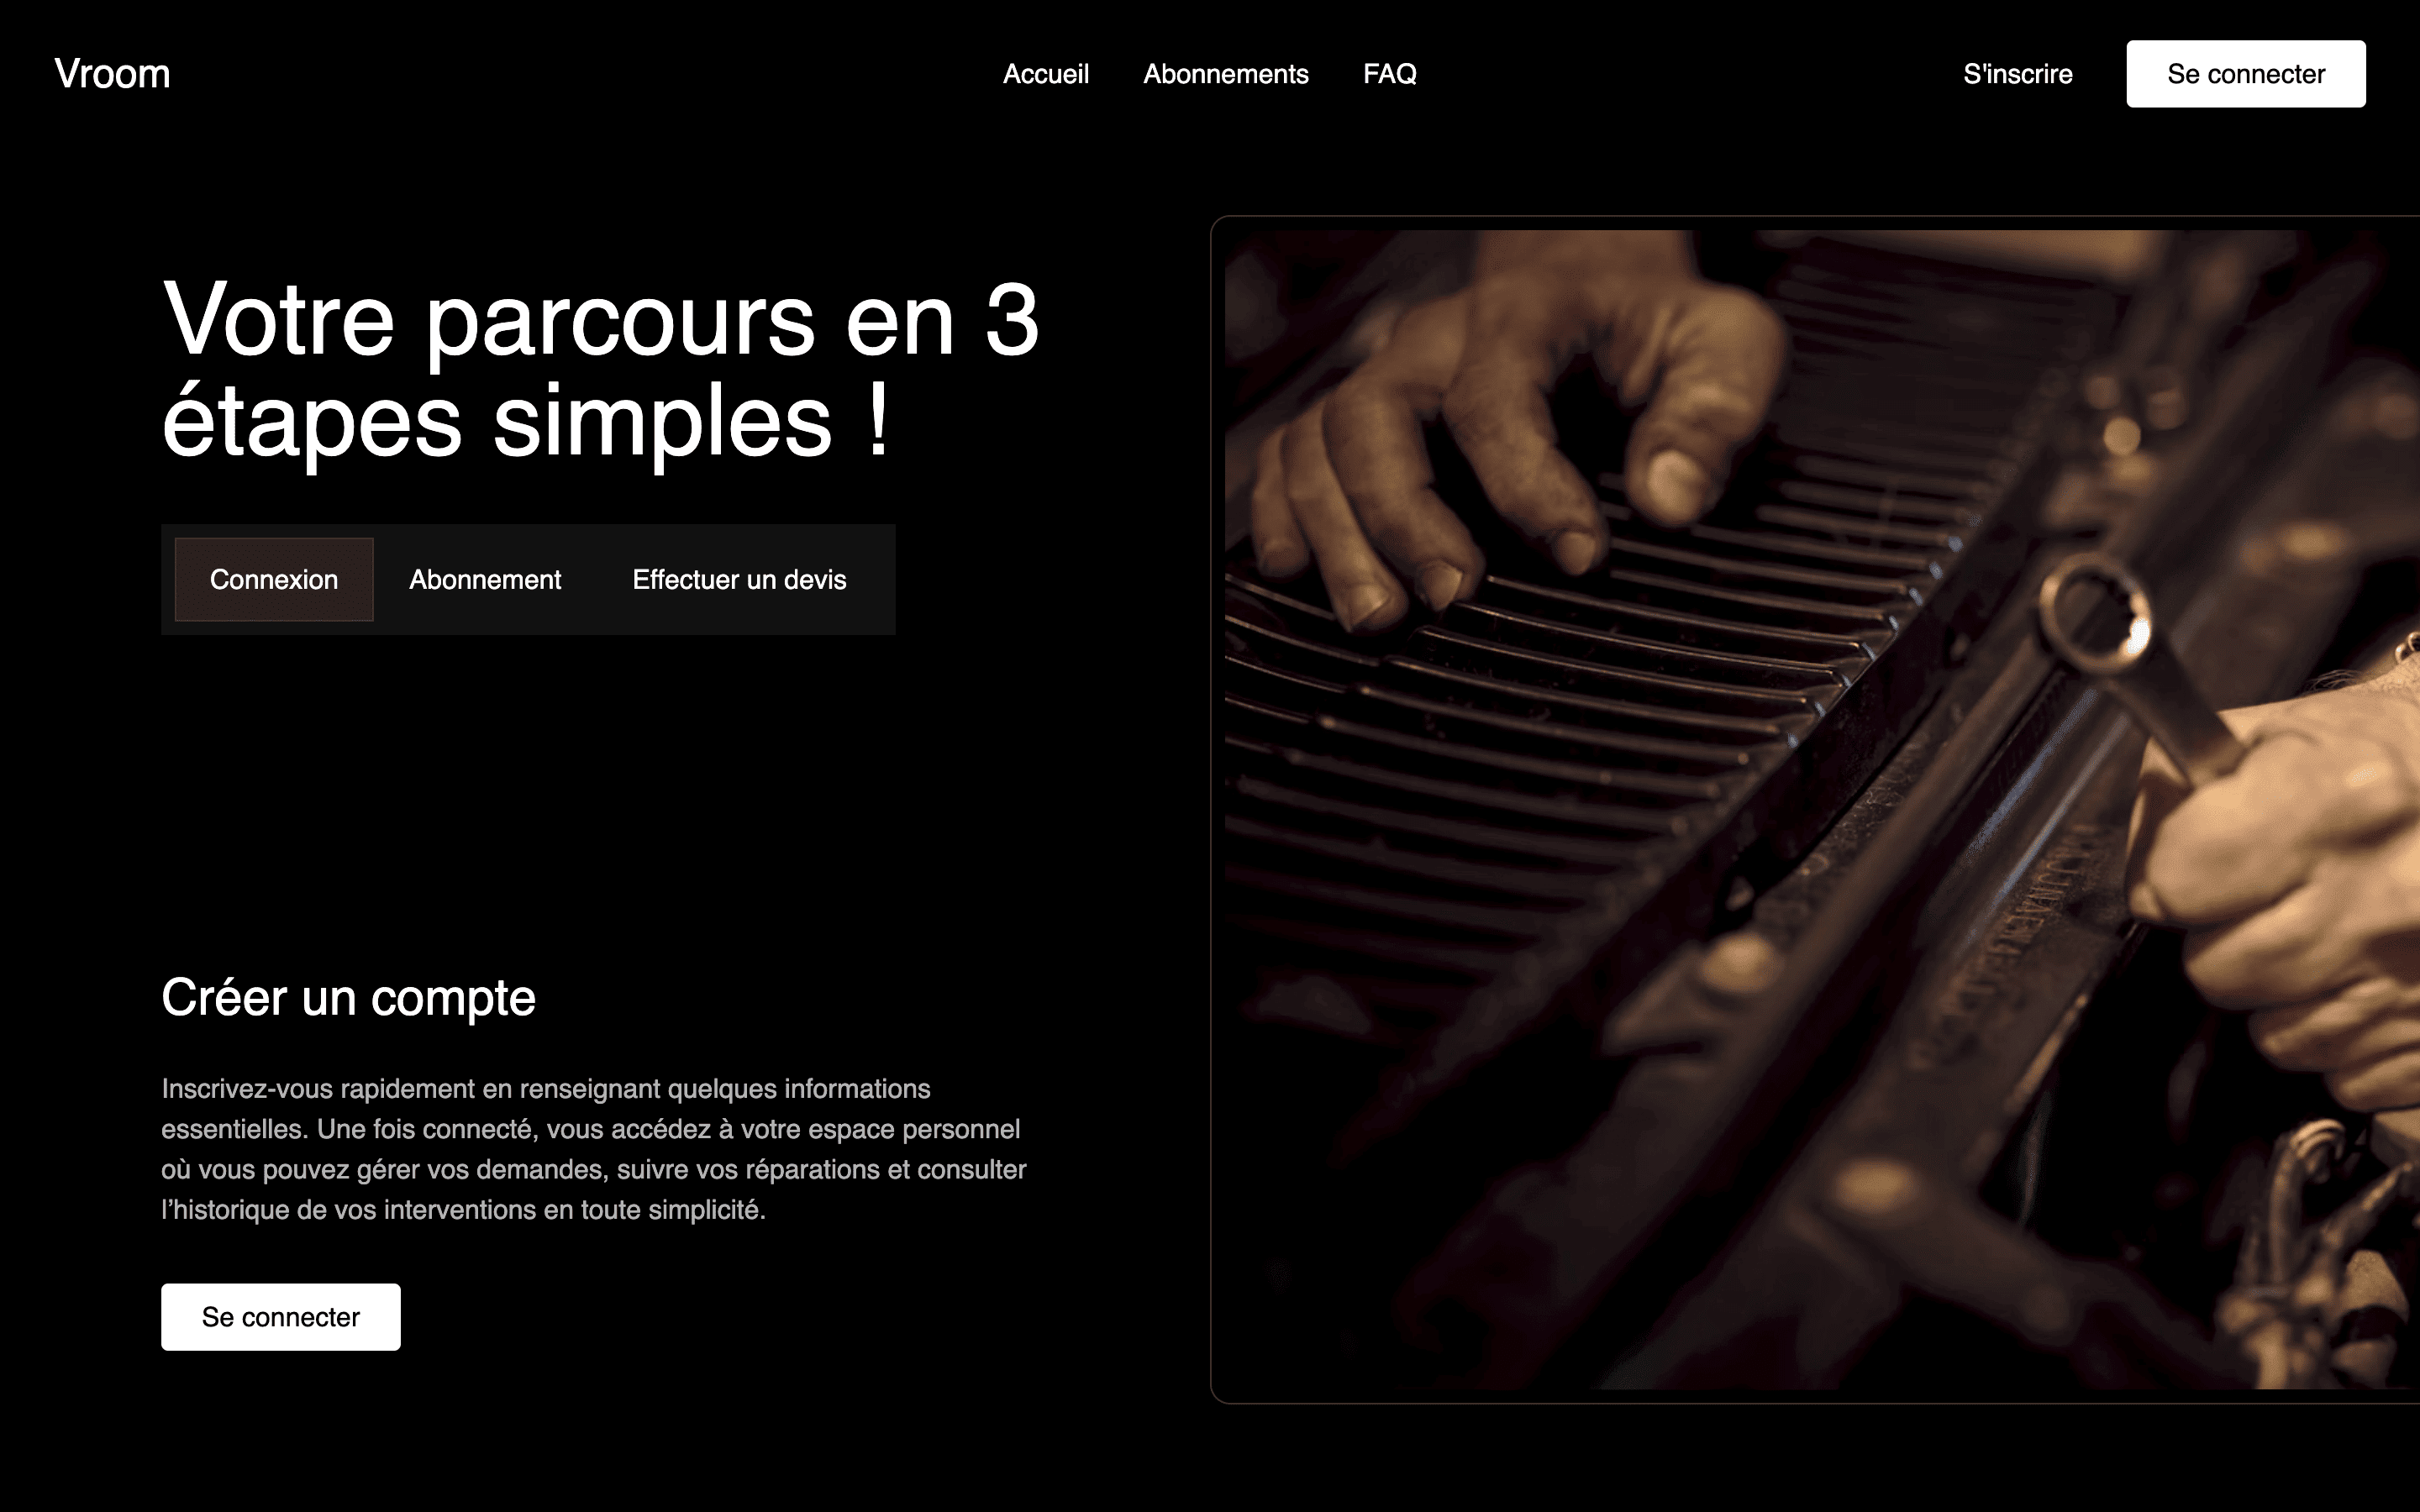 Vroom
Accueil
Abonnements
FAQ
S'inscrire
Se connecter
Votre parcours en 3
étapes simples !
Connexion
Abonnement
Effectuer un devis
Créer un compte
Inscrivez-vous rapidement en renseignant quelques informations
essentielles. Une fois connecté, vous accédez à votre espace personnel
où vous pouvez gérer vos demandes, suivre vos réparations et consulter
l’historique de vos interventions en toute simplicité.
Se connecter